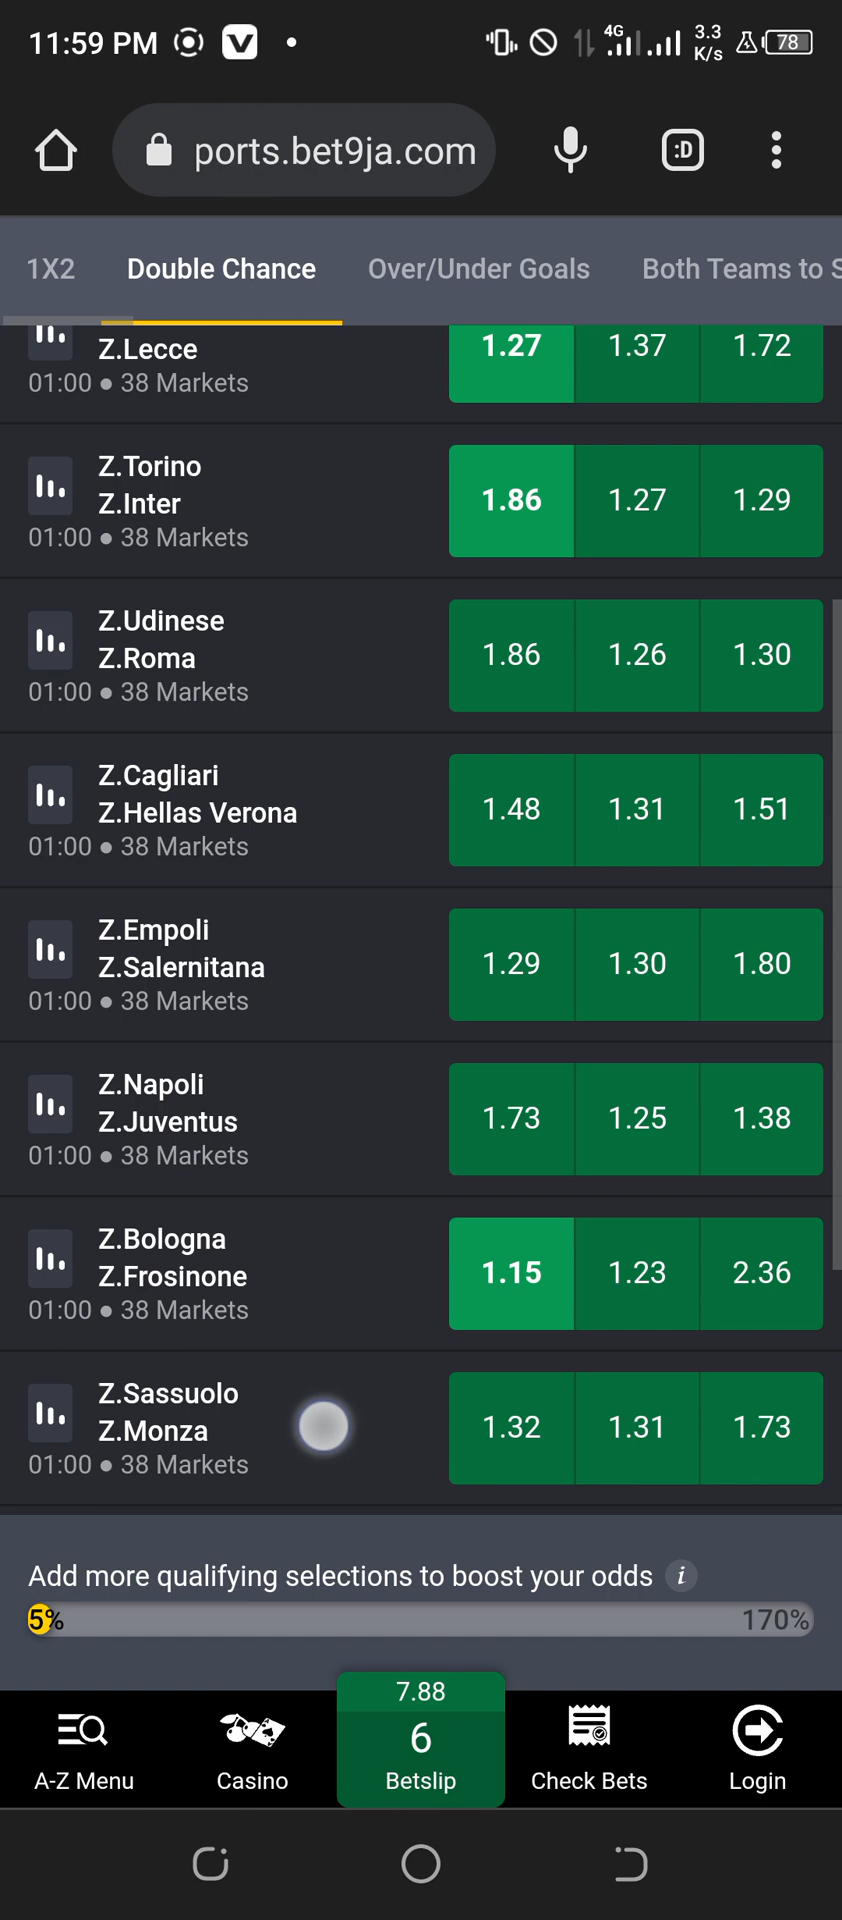 11:59 PM V 4G 3.3 K/s 78
ports.bet9ja.com :D
1X2 Double Chance Over/Under Goals Both Teams to S
Z.Lecce 1.27 1.37 1.72
01:00 ● 38 Markets
Z.Torino
Z.Inter 1.86 1.27 1.29
01:00 ● 38 Markets
Z.Udinese
Z.Roma 1.86 1.26 1.30
01:00 ● 38 Markets
Z.Cagliari
Z.Hellas Verona 1.48 1.31 1.51
01:00 ● 38 Markets
Z.Empoli
Z.Salernitana 1.29 1.30 1.80
01:00 ● 38 Markets
Z.Napoli
Z.Juventus 1.73 1.25 1.38
01:00 ● 38 Markets
Z.Bologna
Z.Frosinone 1.15 1.23 2.36
01:00 ● 38 Markets
Z.Sassuolo
Z.Monza 1.32 1.31 1.73
01:00 ● 38 Markets
Add more qualifying selections to boost your odds i
5% 170%
7.88
6
A-Z Menu Casino Betslip Check Bets Login